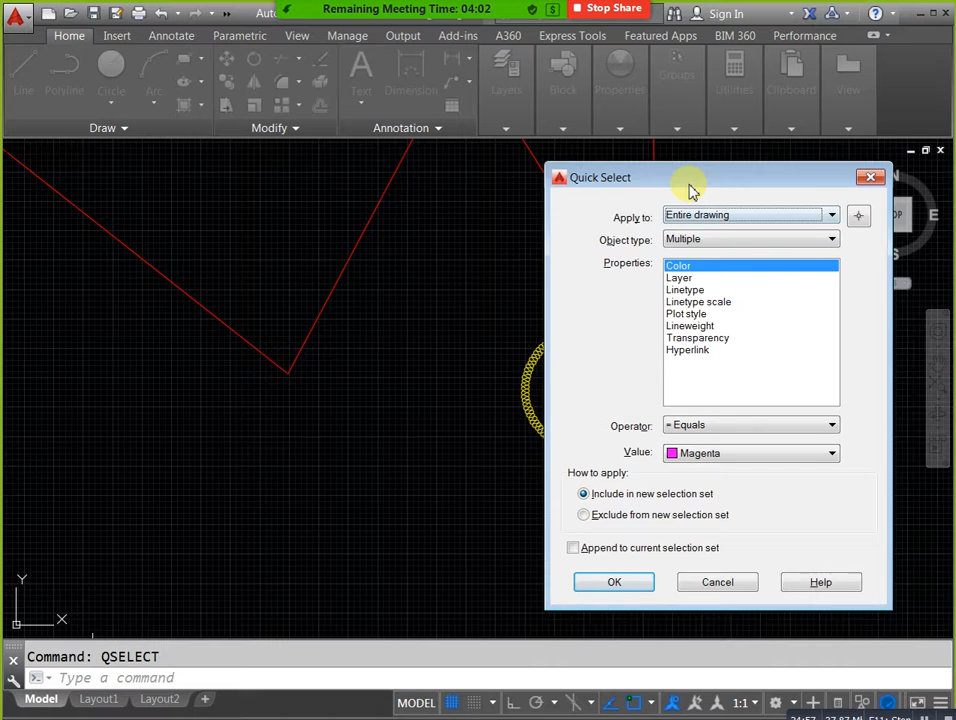 Remaining Meeting Time: 04:02
Stop Share
Sign In
Home Insert Annotate Parametric View Manage Output Add-ins A360 Express Tools Featured Apps BIM 360 Performance
Line Polyline Circle Arc Text Dimension Layers Block Properties Groups Utilities Clipboard View
Draw Modify Annotation
Quick Select
Apply to: Entire drawing
Object type: Multiple
Properties: Color
Layer
Linetype
Linetype scale
Plot style
Lineweight
Transparency
Hyperlink
Operator: = Equals
Value: Magenta
How to apply:
Include in new selection set
Exclude from new selection set
Append to current selection set
OK Cancel Help
E
Y
X
Command: QSELECT
Type a command
Model Layout1 Layout2 + MODEL 1:1